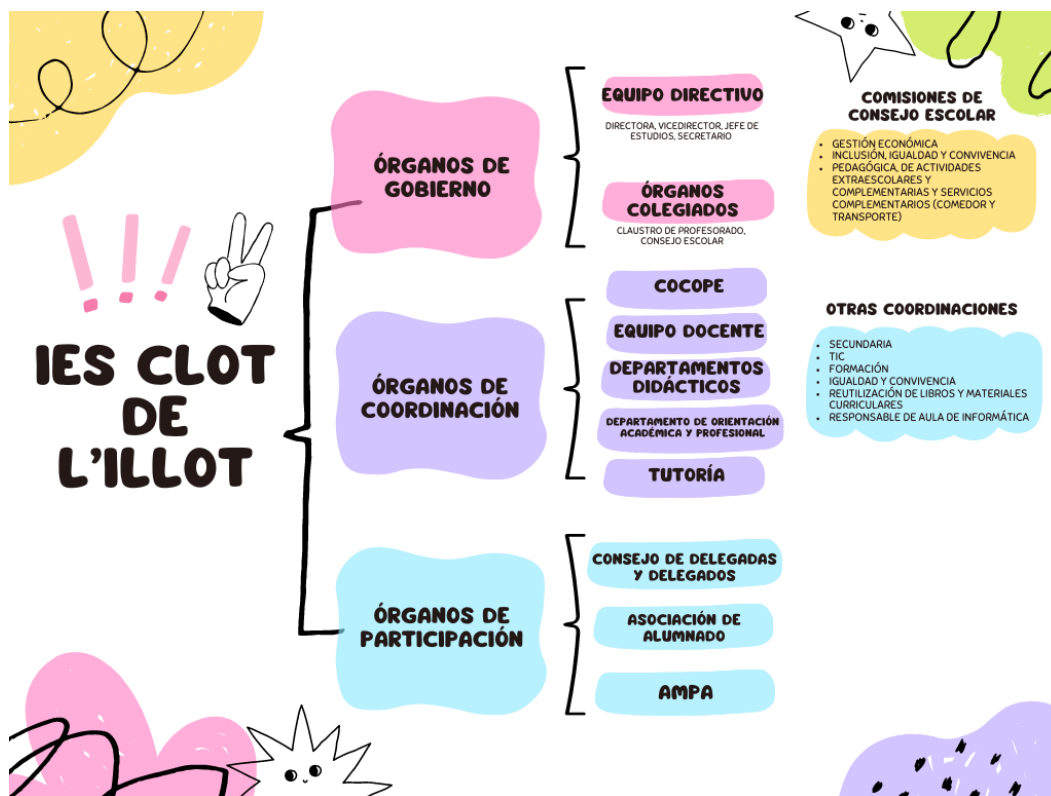 IES CLOT
DE
L'ILLOT
ÓRGANOS DE
GOBIERNO
EQUIPO DIRECTIVO
DIRECTORA, VICEDIRECTOR, JEFE DE
ESTUDIOS, SECRETARIO
ÓRGANOS
COLEGIADOS
CLAUSTRO DE PROFESORADO,
CONSEJO ESCOLAR
COMISIONES DE
CONSEJO ESCOLAR
• GESTIÓN ECONÓMICA
• INCLUSIÓN, IGUALDAD Y CONVIVENCIA
• PEDAGÓGICA, DE ACTIVIDADES
EXTRAESCOLARES Y
COMPLEMENTARIAS Y SERVICIOS
COMPLEMENTARIOS (COMEDOR Y
TRANSPORTE)
ÓRGANOS DE
COORDINACIÓN
COCOPE
EQUIPO DOCENTE
DEPARTAMENTOS
DIDÁCTICOS
DEPARTAMENTO DE ORIENTACIÓN
ACADÉMICA Y PROFESIONAL
TUTORÍA
OTRAS COORDINACIONES
• SECUNDARIA
• TIC
• FORMACIÓN
• IGUALDAD Y CONVIVENCIA
• REUTILIZACIÓN DE LIBROS Y MATERIALES
CURRICULARES
• RESPONSABLE DE AULA DE INFORMÁTICA
ÓRGANOS DE
PARTICIPACIÓN
CONSEJO DE DELEGADAS
Y DELEGADOS
ASOCIACIÓN DE
ALUMNADO
AMPA